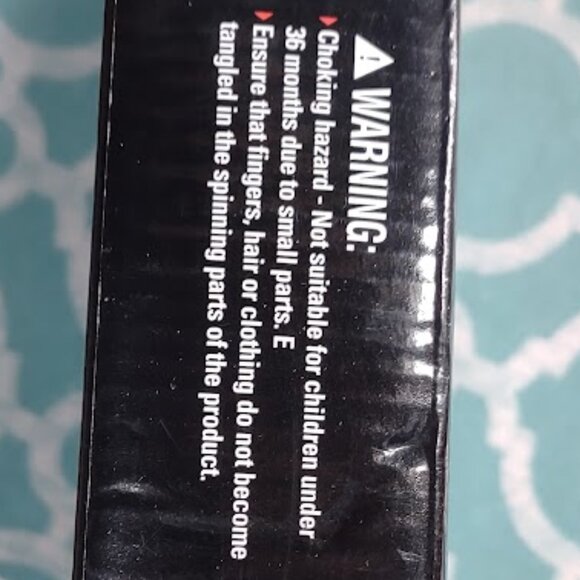 ⚠ WARNING:
Choking hazard - Not suitable for children under
36 months due to small parts. E
Ensure that fingers, hair or clothing do not become
tangled in the spinning parts of the product.